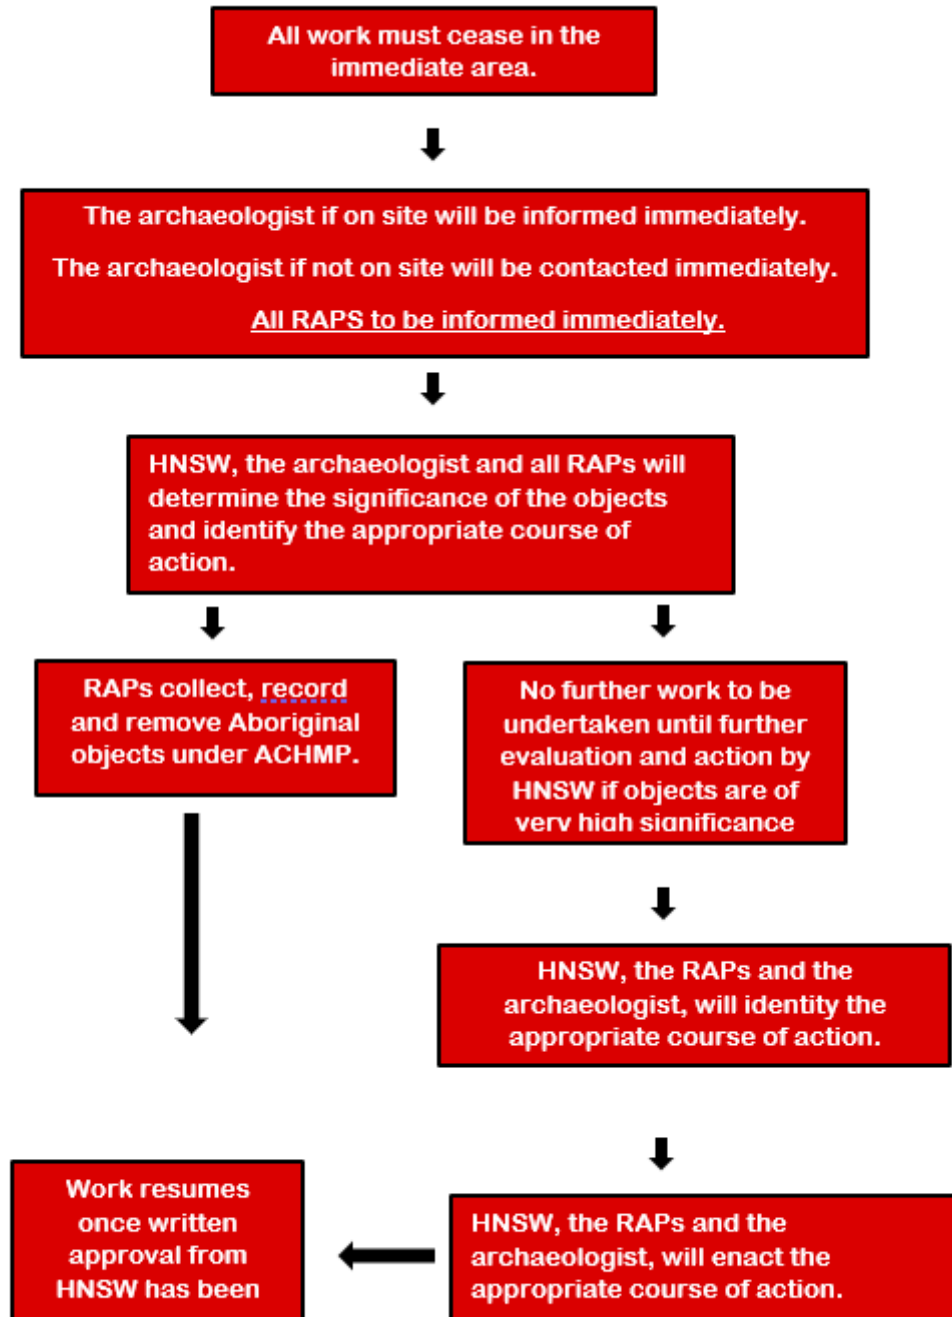 All work must cease in the
immediate area.
The archaeologist if on site will be informed immediately.
The archaeologist if not on site will be contacted immediately.
All RAPS to be informed immediately.
HNSW, the archaeologist and all RAPs will
determine the significance of the objects
and identify the appropriate course of
action.
RAPs collect, record
and remove Aboriginal
objects under ACHMP.
No further work to be
undertaken until further
evaluation and action by
HNSW if objects are of
very high significance
HNSW, the RAPs and the
archaeologist, will identity the
appropriate course of action.
Work resumes
once written
approval from
HNSW has been
HNSW, the RAPs and the
archaeologist, will enact the
appropriate course of action.